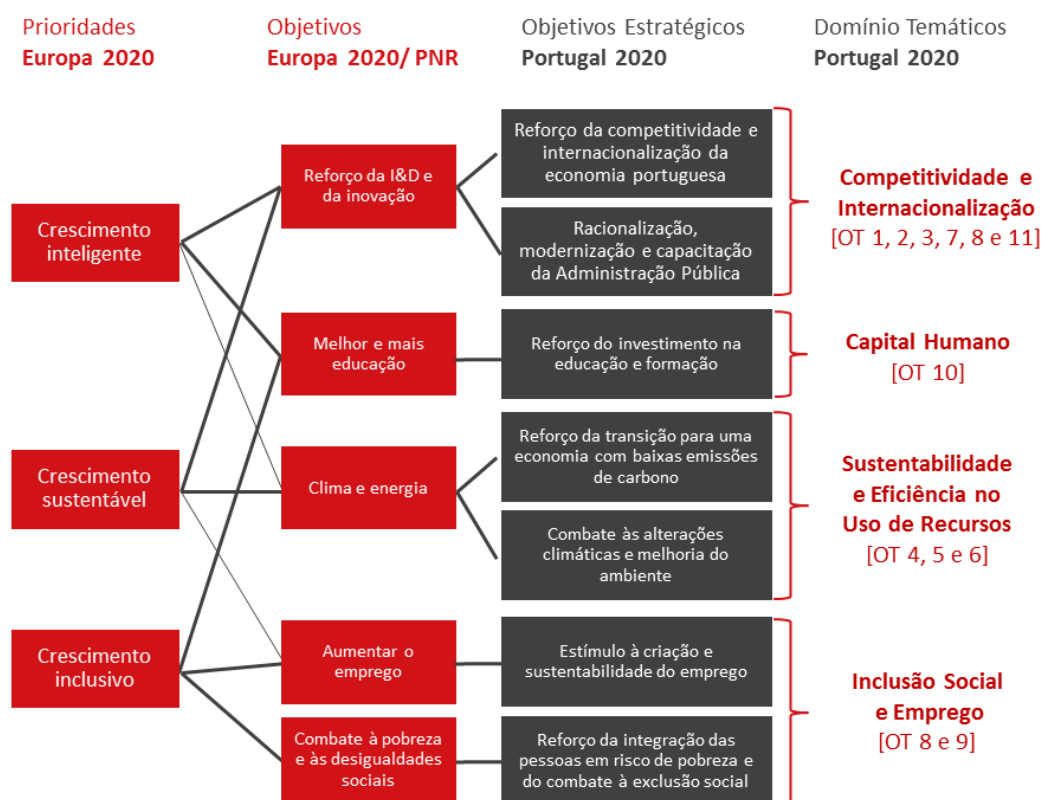 Prioridades
Europa 2020
Objetivos
Europa 2020/ PNR
Objetivos Estratégicos
Portugal 2020
Domínio Temáticos
Portugal 2020
Crescimento
inteligente
Crescimento
sustentável
Crescimento
inclusivo
Reforço da I&D e
da inovação
Melhor e mais
educação
Clima e energia
Aumentar o
emprego
Combate à pobreza
e às desigualdades
sociais
Reforço da competitividade e
internacionalização da
economia portuguesa
Racionalização,
modernização e capacitação
da Administração Pública
Reforço do investimento na
educação e formação
Reforço da transição para uma
economia com baixas emissões
de carbono
Combate às alterações
climáticas e melhoria do
ambiente
Estímulo à criação e
sustentabilidade do emprego
Reforço da integração das
pessoas em risco de pobreza e
do combate à exclusão social
Competitividade e
Internacionalização
[OT 1, 2, 3, 7, 8 e 11]
Capital Humano
[OT 10]
Sustentabilidade
e Eficiência no
Uso de Recursos
[OT 4, 5 e 6]
Inclusão Social
e Emprego
[OT 8 e 9]